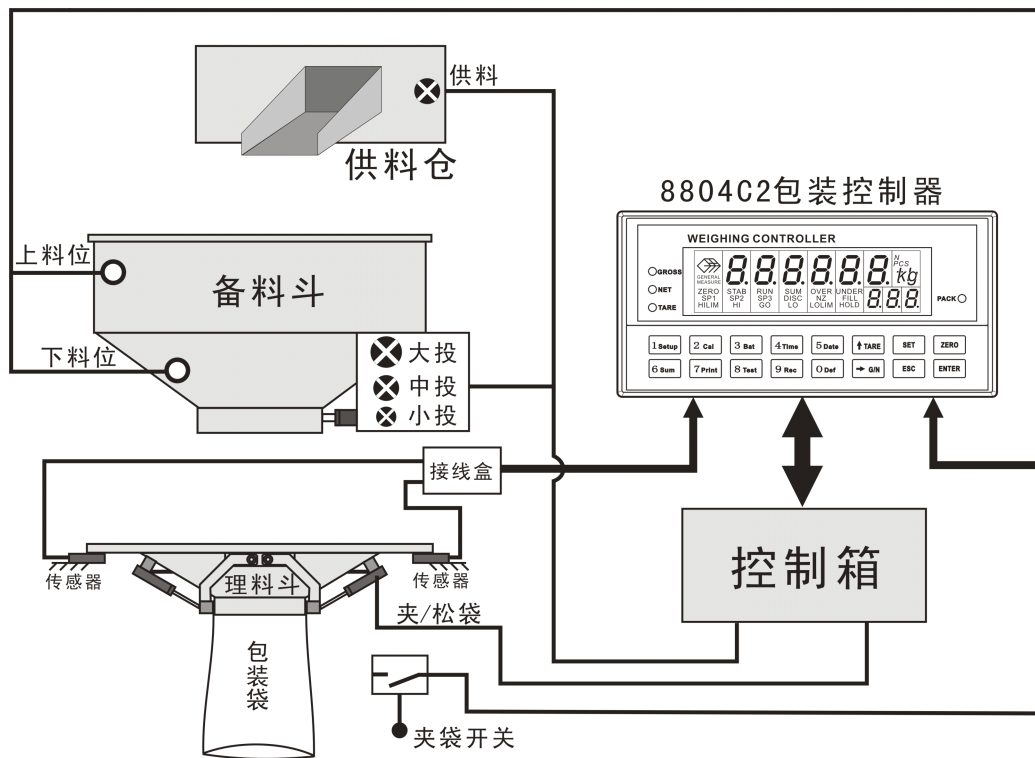 供料
供料仓
8804C2包装控制器
上料位
备料斗
下料位
大投
中投
小投
WEIGHING CONTROLLER
GROSS
NET
TARE
GENERAL
MEASURE
8.8.8.8.8.8.
N
PCS
kg
ZERO STAB RUN SUM OVER UNDER
SP1 SP2 SP3 DISC NZ FILL
HILIM HI GO LO LOLIM HOLD
8.8.8
PACK
1 Setup 2 Cal 3 Bat 4 Time 5 Date ↑ TARE SET ZERO
6 Sum 7 Print 8 Test 9 Rec 0 Def → G/N ESC ENTER
接线盒
传感器
理料斗
传感器
控制箱
夹/松袋
包装袋
夹袋开关